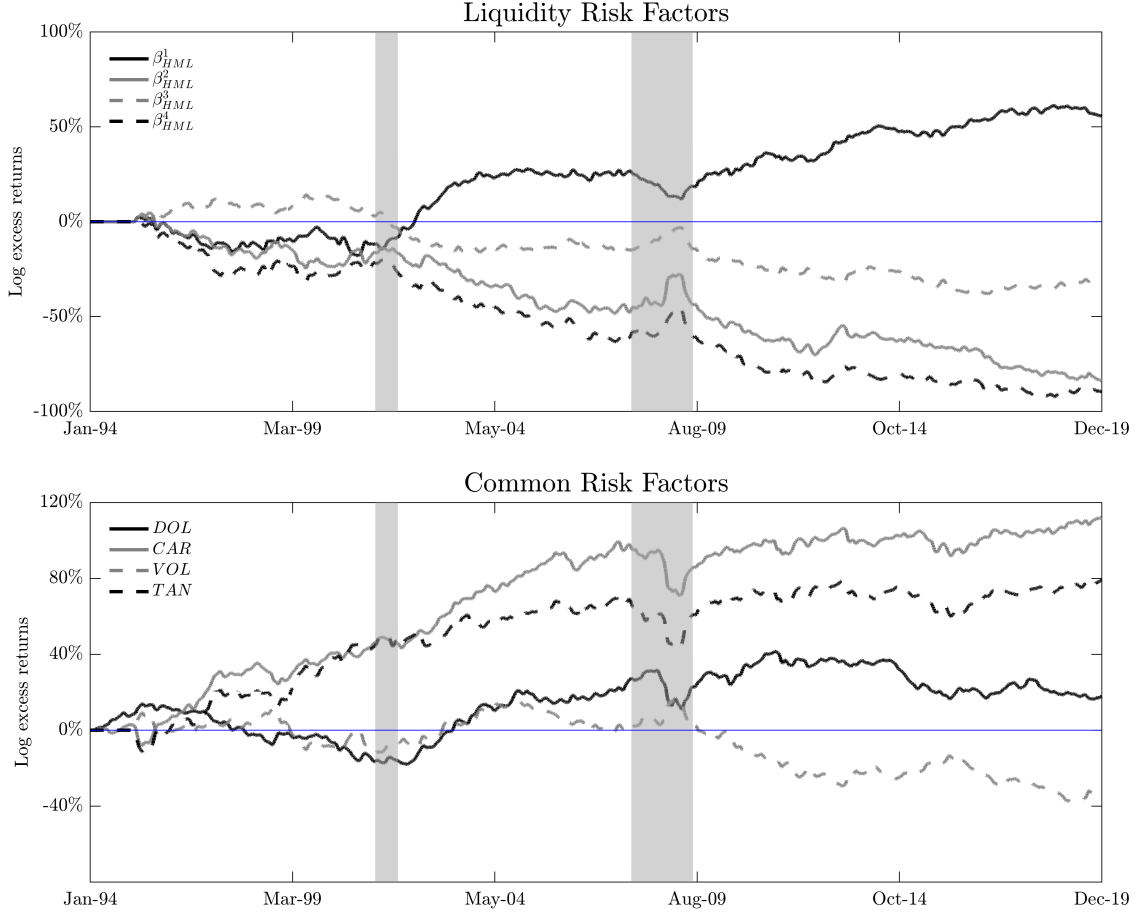 Liquidity Risk Factors
100%
50%
0%
-50%
-100%
Log excess returns
β¹HML
β²HML
β³HML
β⁴HML
Jan-94 Mar-99 May-04 Aug-09 Oct-14 Dec-19
Common Risk Factors
120%
80%
40%
0%
-40%
Log excess returns
DOL
CAR
VOL
TAN
Jan-94 Mar-99 May-04 Aug-09 Oct-14 Dec-19